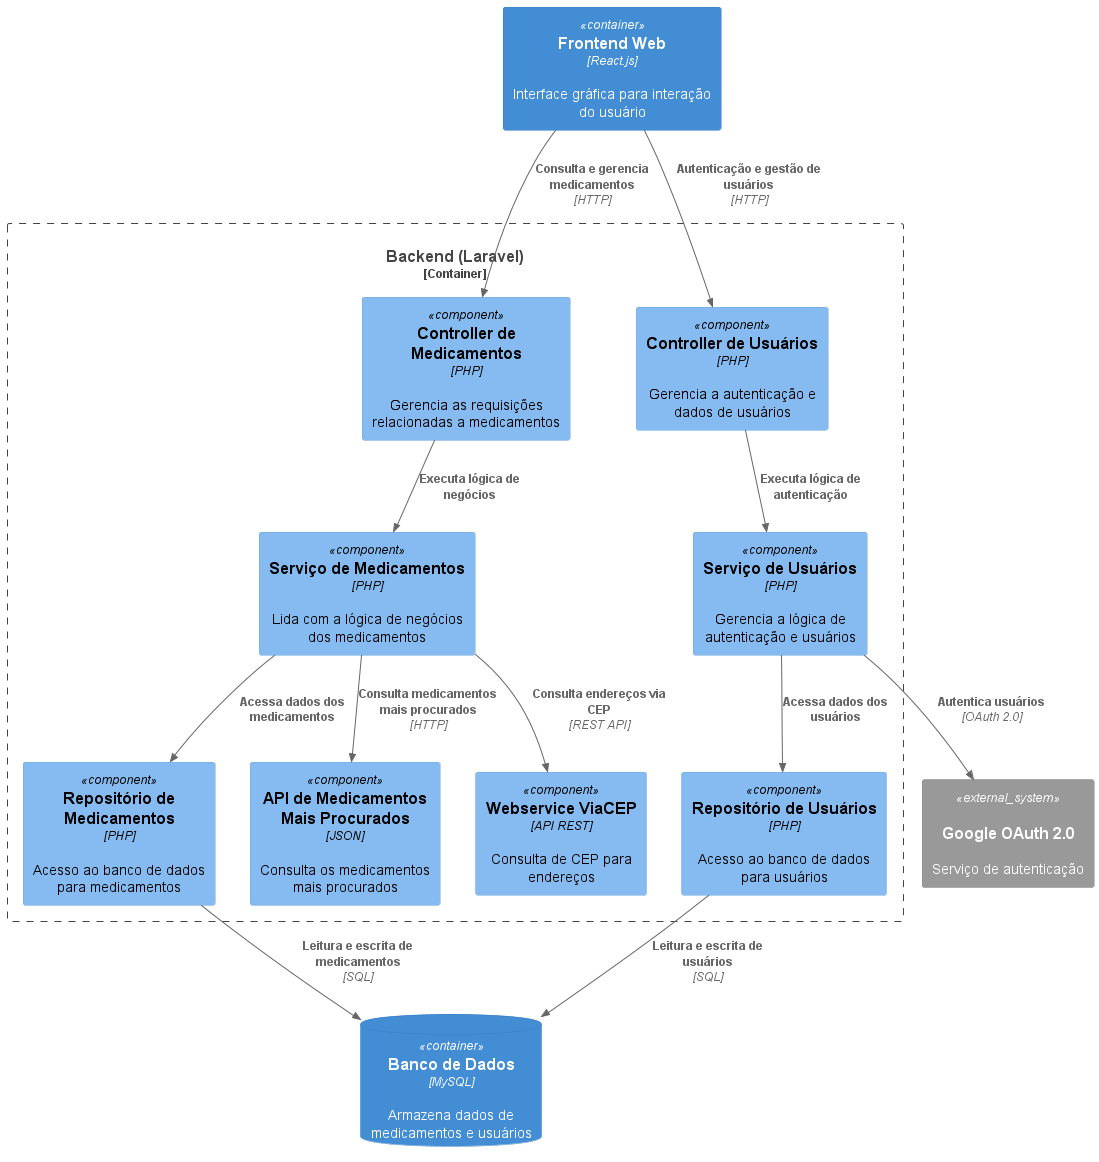 «container»
Frontend Web
[React.js]
Interface gráfica para interação
do usuário
Consulta e gerencia
medicamentos
[HTTP]
Autenticação e gestão de
usuários
[HTTP]
Backend (Laravel)
[Container]
«component»
Controller de
Medicamentos
[PHP]
Gerencia as requisições
relacionadas a medicamentos
«component»
Controller de Usuários
[PHP]
Gerencia a autenticação e
dados de usuários
Executa lógica de
negócios
Executa lógica de
autenticação
«component»
Serviço de Medicamentos
[PHP]
Lida com a lógica de negócios
dos medicamentos
«component»
Serviço de Usuários
[PHP]
Gerencia a lógica de
autenticação e usuários
Acessa dados dos
medicamentos
Consulta medicamentos
mais procurados
[HTTP]
Consulta endereços via
CEP
[REST API]
Acessa dados dos
usuários
Autentica usuários
[OAuth 2.0]
«component»
Repositório de
Medicamentos
[PHP]
Acesso ao banco de dados
para medicamentos
«component»
API de Medicamentos
Mais Procurados
[JSON]
Consulta os medicamentos
mais procurados
«component»
Webservice ViaCEP
[API REST]
Consulta de CEP para
endereços
«component»
Repositório de Usuários
[PHP]
Acesso ao banco de dados
para usuários
«external_system»
Google OAuth 2.0
Serviço de autenticação
Leitura e escrita de
medicamentos
[SQL]
Leitura e escrita de
usuários
[SQL]
«container»
Banco de Dados
[MySQL]
Armazena dados de
medicamentos e usuários